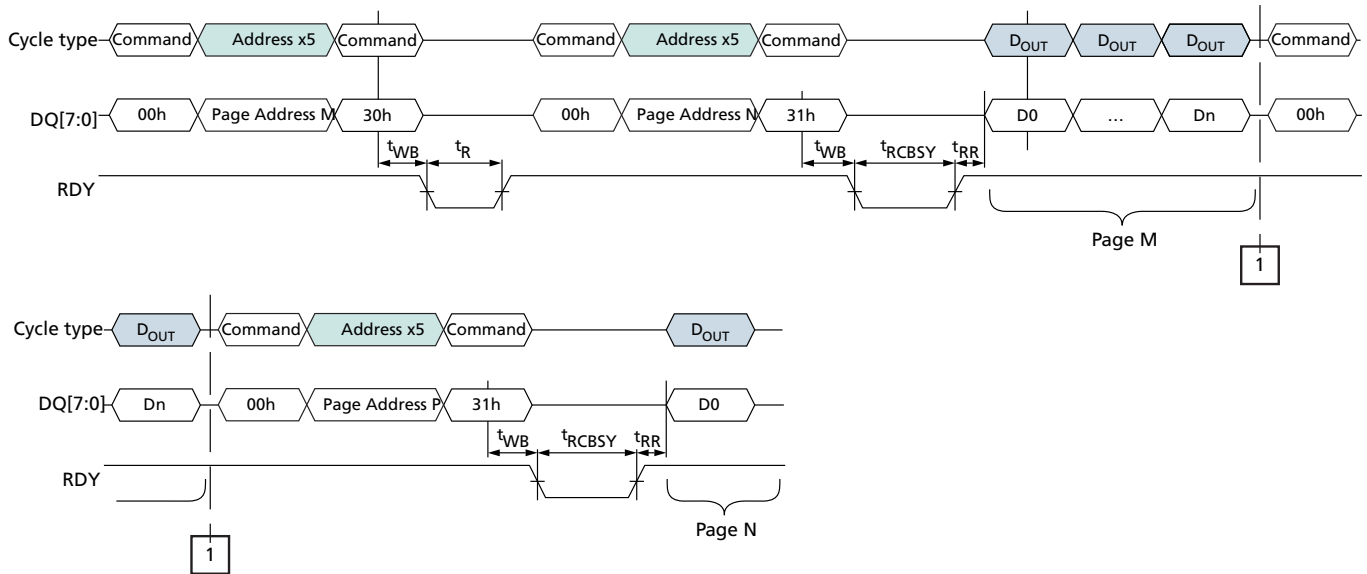 Cycle type Command Address x5 Command Command Address x5 Command DOUT DOUT DOUT Command
DQ[7:0] 00h Page Address M 30h 00h Page Address N 31h D0 ... Dn 00h
tWB tR tWB tRCBSY tRR
RDY
Page M
1
Cycle type DOUT Command Address x5 Command DOUT
DQ[7:0] Dn 00h Page Address P 31h D0
tWB tRCBSY tRR
RDY
Page N
1